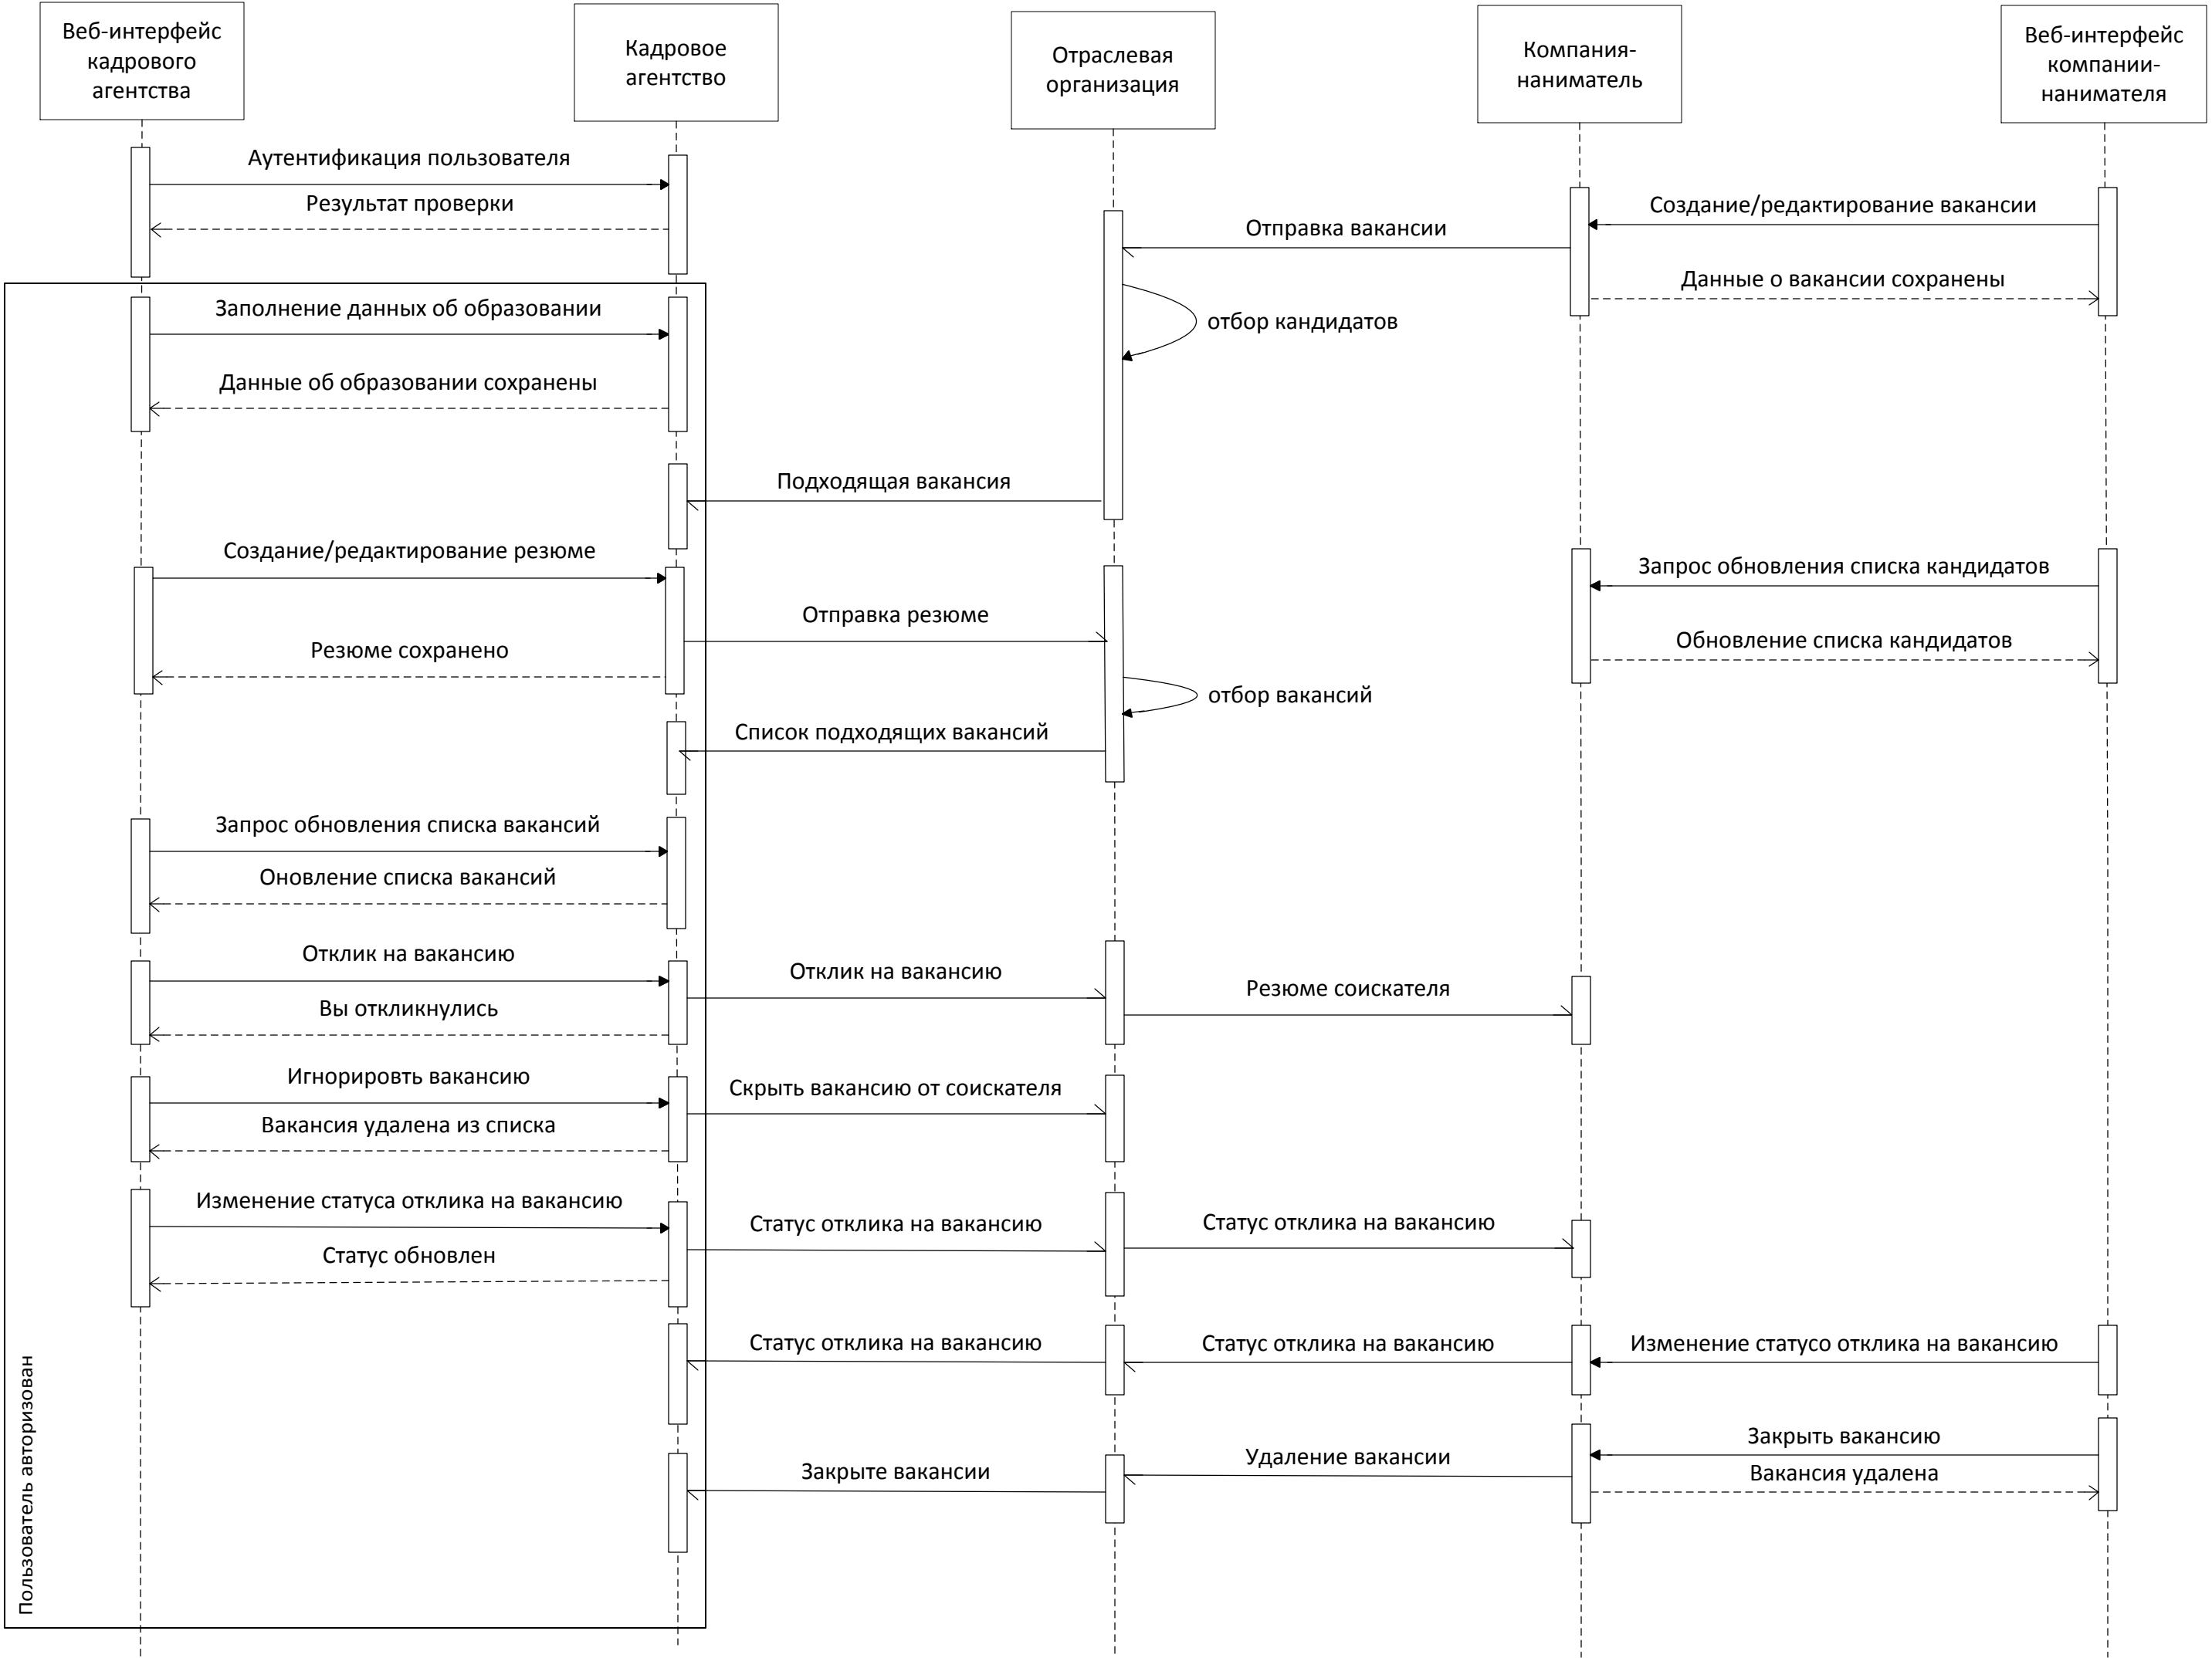 Веб-интерфейс
кадрового
агентства
Кадровое
агентство
Отраслевая
организация
Компания-
наниматель
Веб-интерфейс
компании-
нанимателя
Аутентификация пользователя
Результат проверки
Создание/редактирование вакансии
Отправка вакансии
Данные о вакансии сохранены
Заполнение данных об образовании
отбор кандидатов
Данные об образовании сохранены
Подходящая вакансия
Создание/редактирование резюме
Запрос обновления списка кандидатов
Отправка резюме
Обновление списка кандидатов
Резюме сохранено
отбор вакансий
Список подходящих вакансий
Запрос обновления списка вакансий
Оновление списка вакансий
Отклик на вакансию
Отклик на вакансию
Резюме соискателя
Вы откликнулись
Игнорировть вакансию
Скрыть вакансию от соискателя
Вакансия удалена из списка
Изменение статуса отклика на вакансию
Статус отклика на вакансию
Статус отклика на вакансию
Статус обновлен
Статус отклика на вакансию
Статус отклика на вакансию
Изменение статусо отклика на вакансию
Закрыть вакансию
Удаление вакансии
Закрыте вакансии
Вакансия удалена
Пользователь авторизован